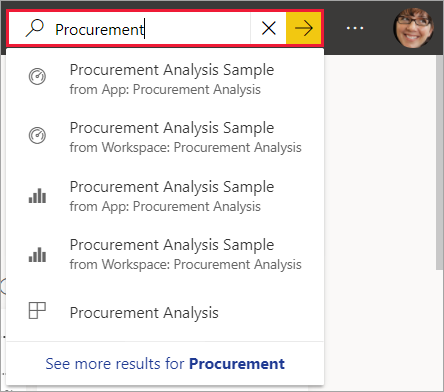 Procurement
Procurement Analysis Sample
from App: Procurement Analysis
Procurement Analysis Sample
from Workspace: Procurement Analysis
Procurement Analysis Sample
from App: Procurement Analysis
Procurement Analysis Sample
from Workspace: Procurement Analysis
Procurement Analysis
See more results for Procurement